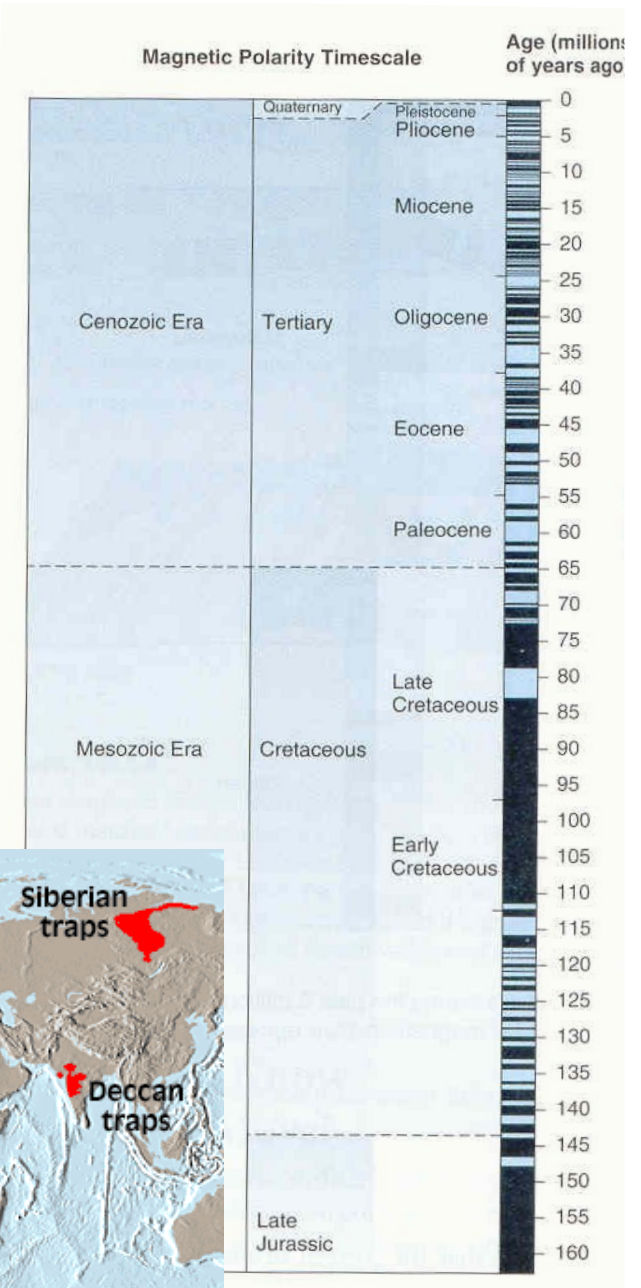 Magnetic Polarity Timescale
Age (millions
of years ago
Quaternary
Pleistocene
Pliocene
Miocene
Cenozoic Era
Tertiary
Oligocene
Eocene
Paleocene
Late
Cretaceous
Mesozoic Era
Cretaceous
Early
Cretaceous
Late
Jurassic
0
5
10
15
20
25
30
35
40
45
50
55
60
65
70
75
80
85
90
95
100
105
110
115
120
125
130
135
140
145
150
155
160
Siberian
traps
Deccan
traps